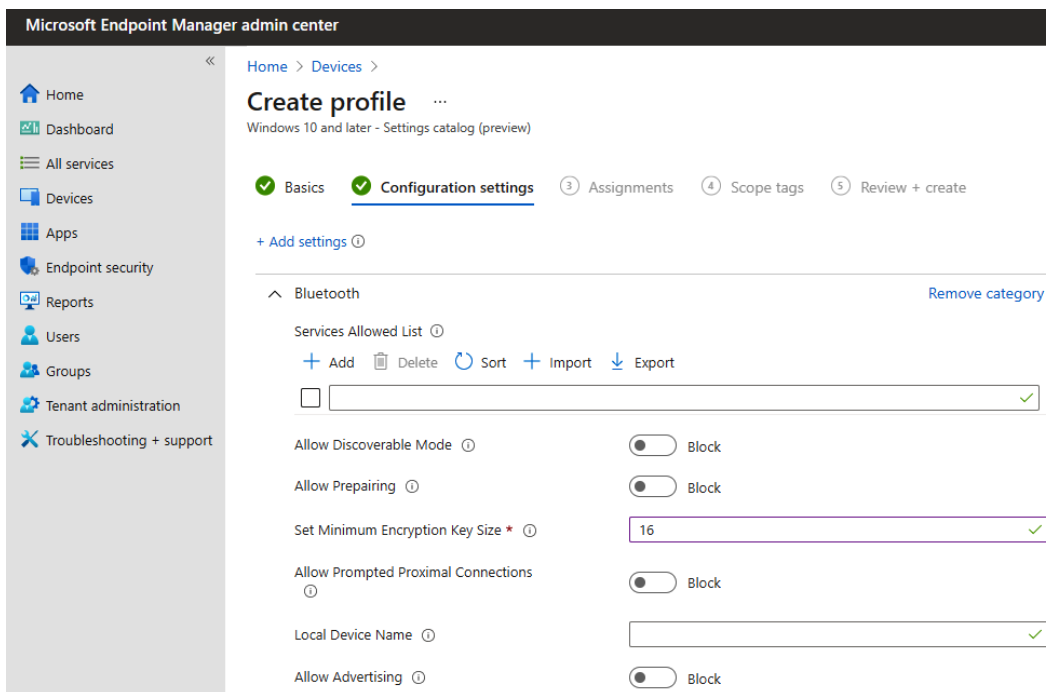 Microsoft Endpoint Manager admin center
«
Home
Dashboard
All services
Devices
Apps
Endpoint security
Reports
Users
Groups
Tenant administration
Troubleshooting + support
Home > Devices >
Create profile ...
Windows 10 and later - Settings catalog (preview)
Basics Configuration settings 3 Assignments 4 Scope tags 5 Review + create
+ Add settings
Bluetooth Remove category
Services Allowed List
Add Delete Sort Import Export
Allow Discoverable Mode Block
Allow Prepairing Block
Set Minimum Encryption Key Size * 16
Allow Prompted Proximal Connections Block
Local Device Name
Allow Advertising Block